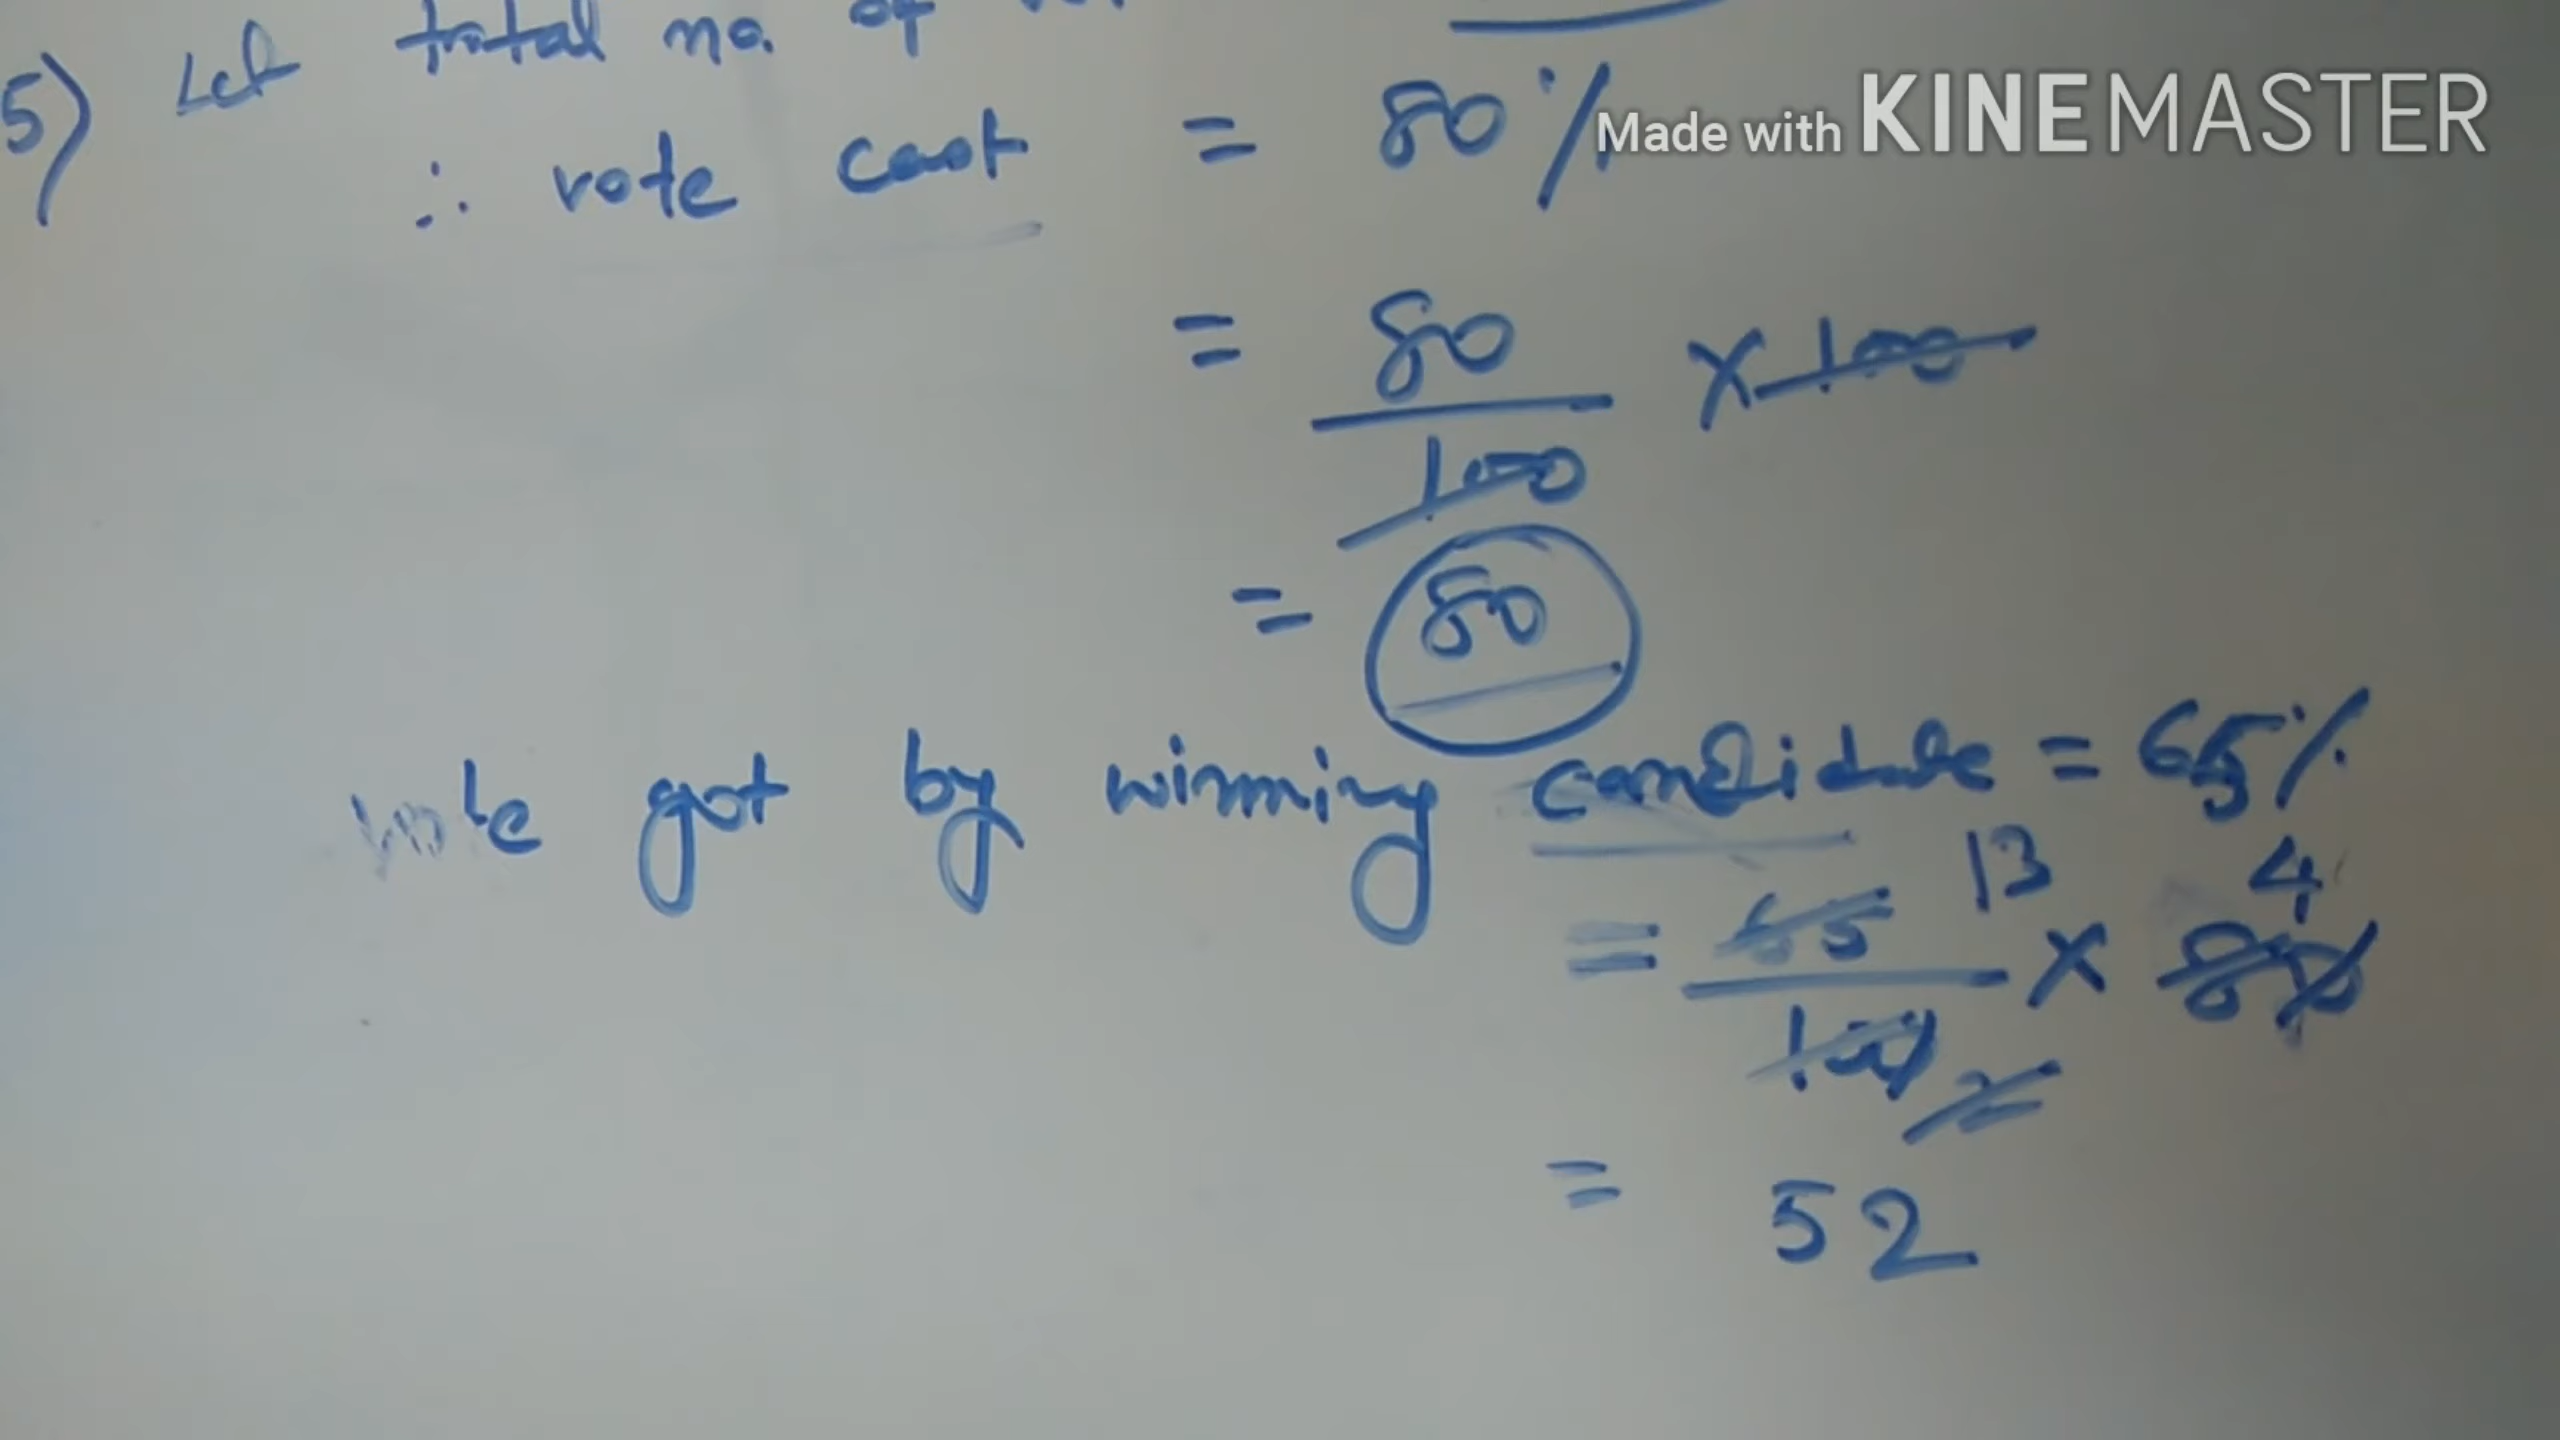 5) Let total no. of
∴ vote cast = 80%
Made with KINEMASTER
= 80/100 × 100
= 80
vote got by winning candidate = 65%
13 4
= 65/100 × 80
2
= 52